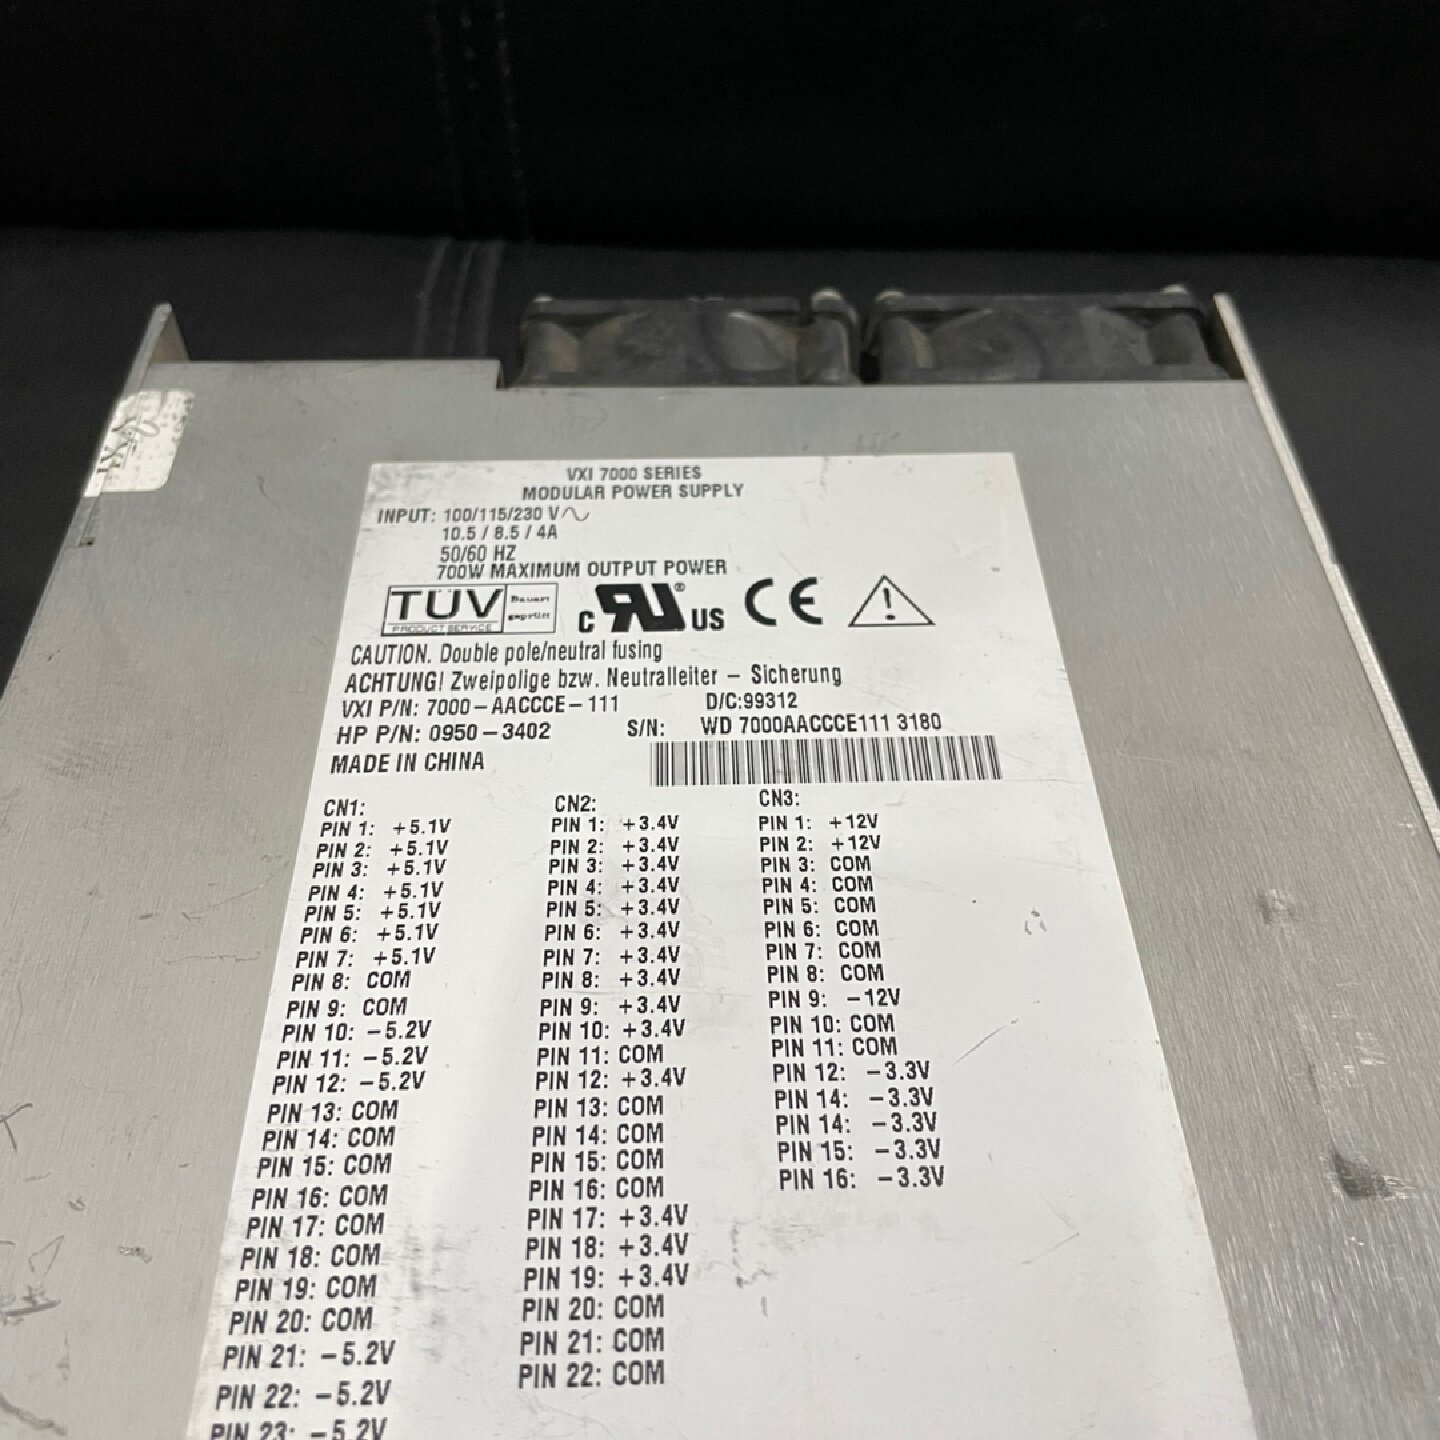 VXI 7000 SERIES
MODULAR POWER SUPPLY
INPUT: 100/115/230 V
10.5 / 8.5 / 4A
50/60 HZ
700W MAXIMUM OUTPUT POWER
TÜV
PRODUCT SERVICE
Bauart
geprüft
C US ®
CE
!
CAUTION. Double pole/neutral fusing
ACHTUNG! Zweipolige bzw. Neutralleiter – Sicherung
VXI P/N: 7000-AACCCE-111 D/C:99312
HP P/N: 0950-3402 S/N: WD 7000AACCCE111 3180
MADE IN CHINA
CN1:
PIN 1: +5.1V
PIN 2: +5.1V
PIN 3: +5.1V
PIN 4: +5.1V
PIN 5: +5.1V
PIN 6: +5.1V
PIN 7: +5.1V
PIN 8: COM
PIN 9: COM
PIN 10: -5.2V
PIN 11: -5.2V
PIN 12: -5.2V
PIN 13: COM
PIN 14: COM
PIN 15: COM
PIN 16: COM
PIN 17: COM
PIN 18: COM
PIN 19: COM
PIN 20: COM
PIN 21: -5.2V
PIN 22: -5.2V
PIN 23: -5.2V
CN2:
PIN 1: +3.4V
PIN 2: +3.4V
PIN 3: +3.4V
PIN 4: +3.4V
PIN 5: +3.4V
PIN 6: +3.4V
PIN 7: +3.4V
PIN 8: +3.4V
PIN 9: +3.4V
PIN 10: +3.4V
PIN 11: COM
PIN 12: +3.4V
PIN 13: COM
PIN 14: COM
PIN 15: COM
PIN 16: COM
PIN 17: +3.4V
PIN 18: +3.4V
PIN 19: +3.4V
PIN 20: COM
PIN 21: COM
PIN 22: COM
CN3:
PIN 1: +12V
PIN 2: +12V
PIN 3: COM
PIN 4: COM
PIN 5: COM
PIN 6: COM
PIN 7: COM
PIN 8: COM
PIN 9: -12V
PIN 10: COM
PIN 11: COM
PIN 12: -3.3V
PIN 14: -3.3V
PIN 14: -3.3V
PIN 15: -3.3V
PIN 16: -3.3V